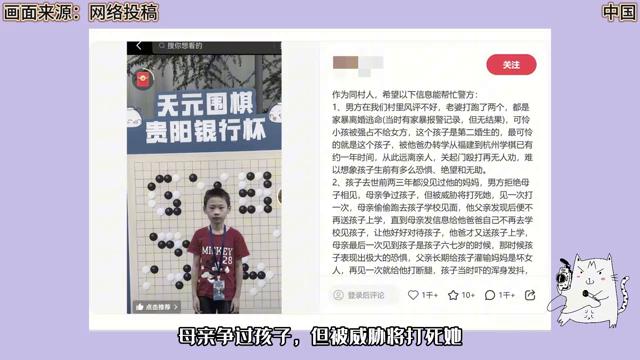 画面来源：网络投稿
中国
搜你想看的
天元围棋
贵阳银行杯
MICKEY
28
点击推荐
关注
作为同村人，希望以下信息能帮忙警方：
1，男方在我们村里风评不好，老婆打跑了两个，都是
家暴离婚逃命(当时有家暴报警记录，但无结果)，可怜
小孩被强占不给女方，这个孩子是第二婚生的，最可怜
的就是这个孩子，被他爸办转学从福建到杭州学棋已有
约一年时间，从此远离亲人，关起门殴打再无人劝，难
以想象孩子生前有多么恐惧、绝望和无助。
2，孩子去世前两三年都没见过他的妈妈，男方拒绝母
子相见，母亲争过孩子，但被威胁将打死她，见一次打
一次，母亲偷偷跑去孩子学校见面，他父亲发现后便不
再送孩子上学，直到母亲发信息给他爸爸自己不再去学
校见孩子，让他好好对待孩子，他爸才又送孩子上学，
母亲最后一次见到孩子是孩子六七岁的时候，那时候孩
子表现出极大的恐惧，父亲长期给孩子灌输妈妈是坏女
人，再见一次就给他打断腿，孩子当时吓的浑身发抖，
登录后评论
1千+
10+
1千+
母亲争过孩子，但被威胁将打死她